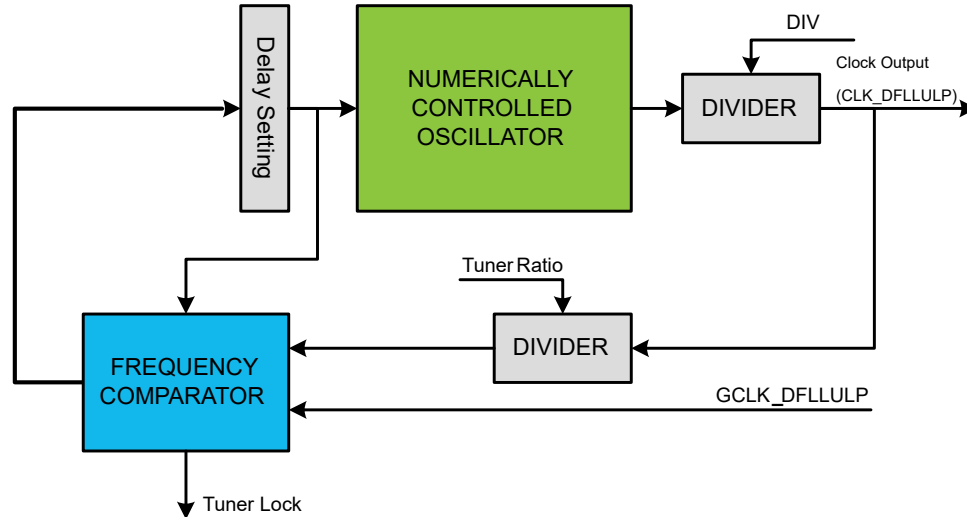 DIV
Delay Setting
NUMERICALLY
CONTROLLED
OSCILLATOR
DIVIDER
Clock Output
(CLK_DFLLULP)
Tuner Ratio
DIVIDER
FREQUENCY
COMPARATOR
GCLK_DFLLULP
Tuner Lock